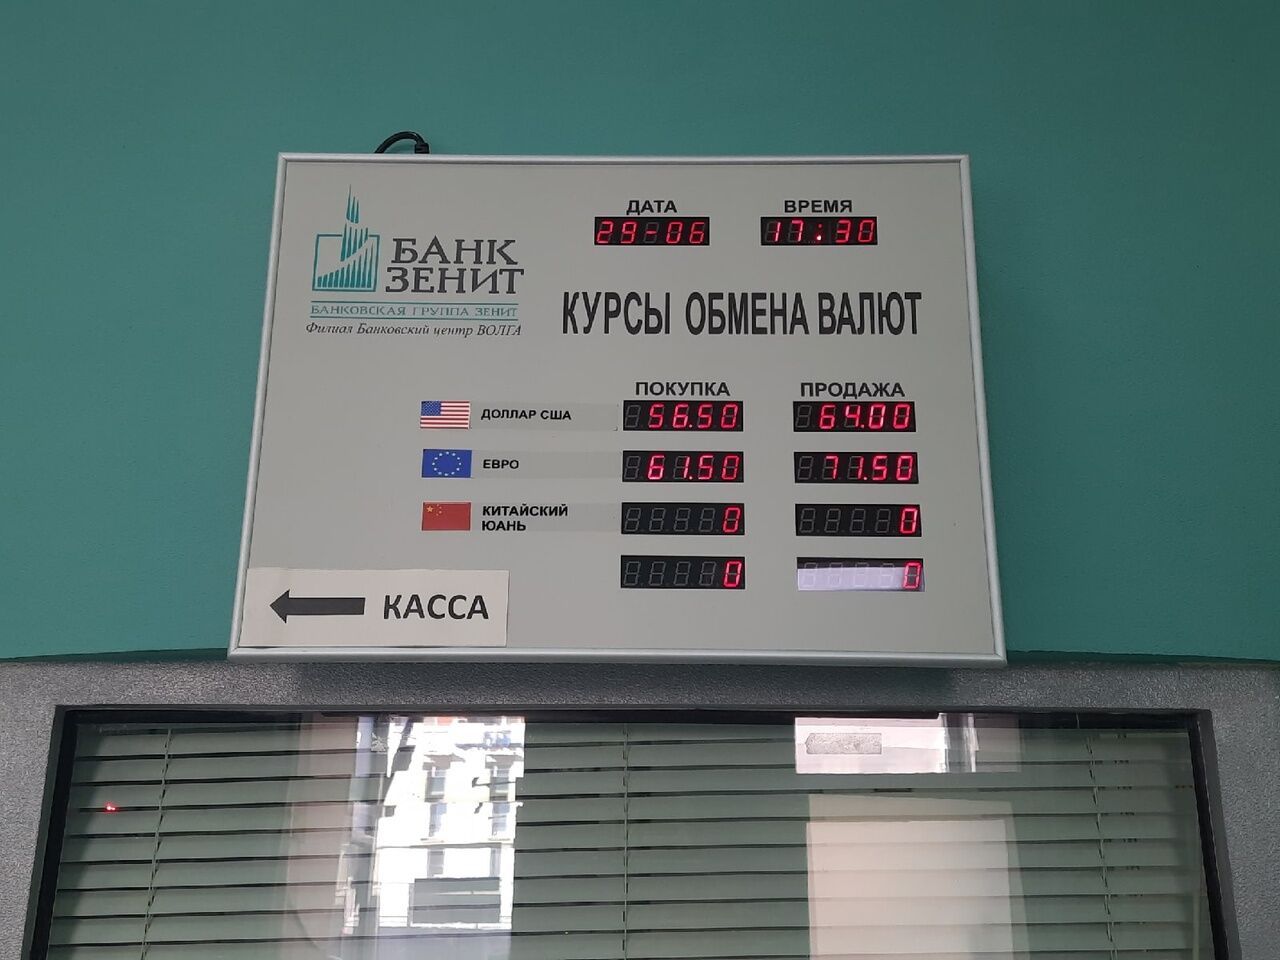 ДАТА ВРЕМЯ
29-06 17:30
БАНК
ЗЕНИТ
БАНКОВСКАЯ ГРУППА ЗЕНИТ
Филиал Банковский центр ВОЛГА
КУРСЫ ОБМЕНА ВАЛЮТ
ПОКУПКА ПРОДАЖА
ДОЛЛАР США 56.50 64.00
ЕВРО 61.50 71.50
КИТАЙСКИЙ
ЮАНЬ 0 0
0 0
КАССА